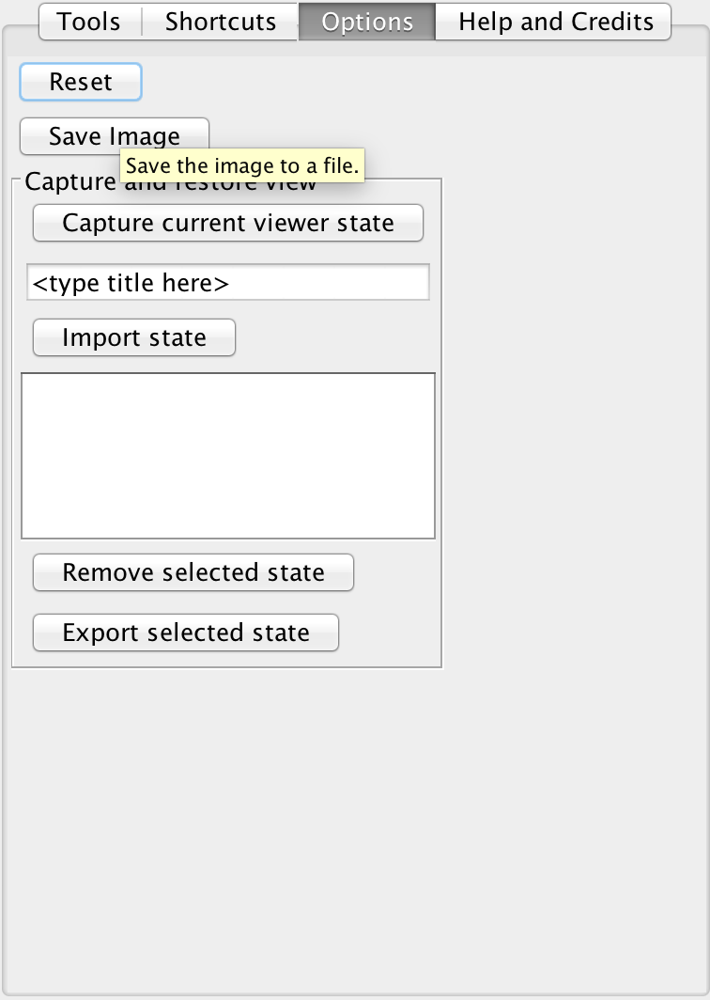 Tools Shortcuts Options Help and Credits
Reset
Save Image
Save the image to a file.
Capture and restore view
Capture current viewer state
<type title here>
Import state
Remove selected state
Export selected state